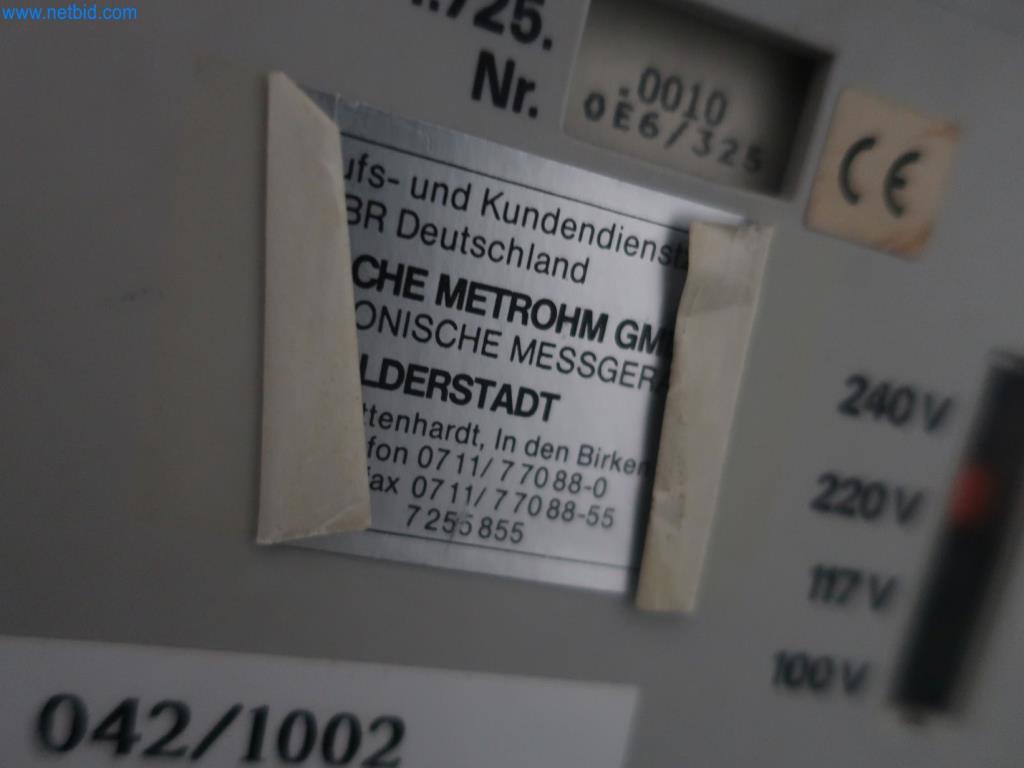 www.netbid.com
.725.
Nr.
.0010
0E6/325
CE
ufs- und Kundendienst
BR Deutschland
CHE METROHM GM
ONISCHE MESSGER
LDERSTADT
ttenhardt, In den Birken
fon 0711/77088-0
fax 0711/77088-55
7255855
240V
220V
117V
100V
042/1002